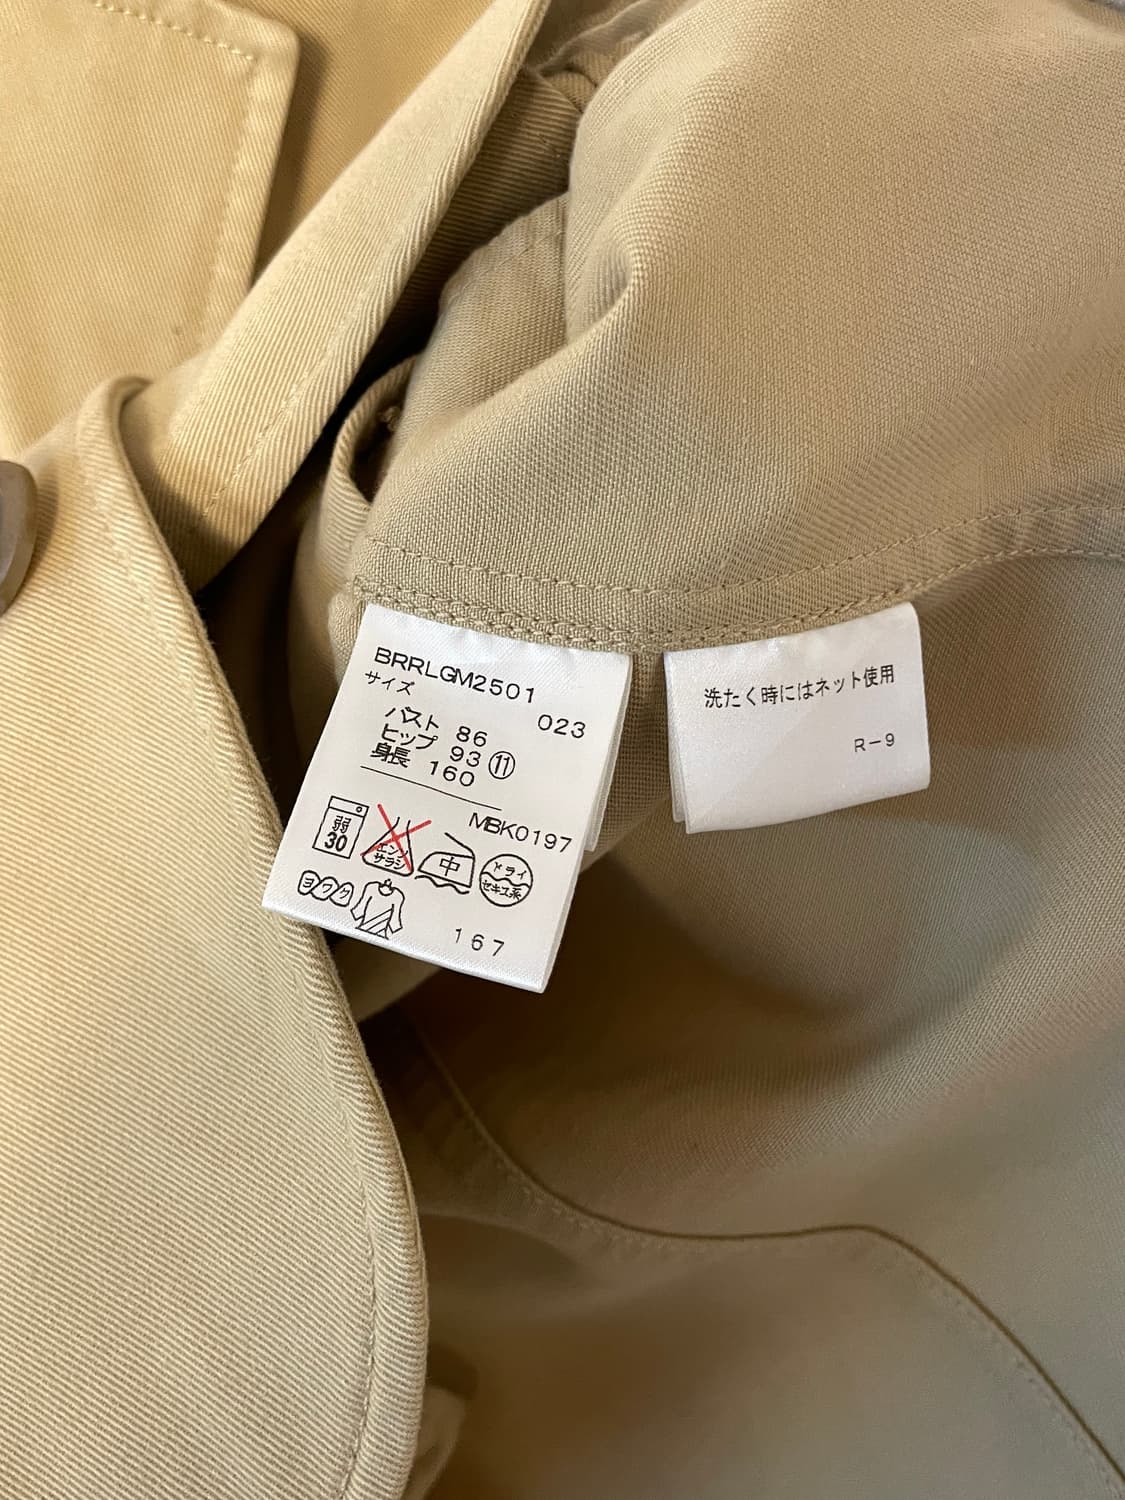 BRRLGM2501
サイズ 023
バスト 86
ヒップ 93 ⑪
身長 160
MBK0197
弱
30
エンソ
サラシ
中
ドライ
セキユ系
ヨワク
167
洗たく時にはネット使用
R-9